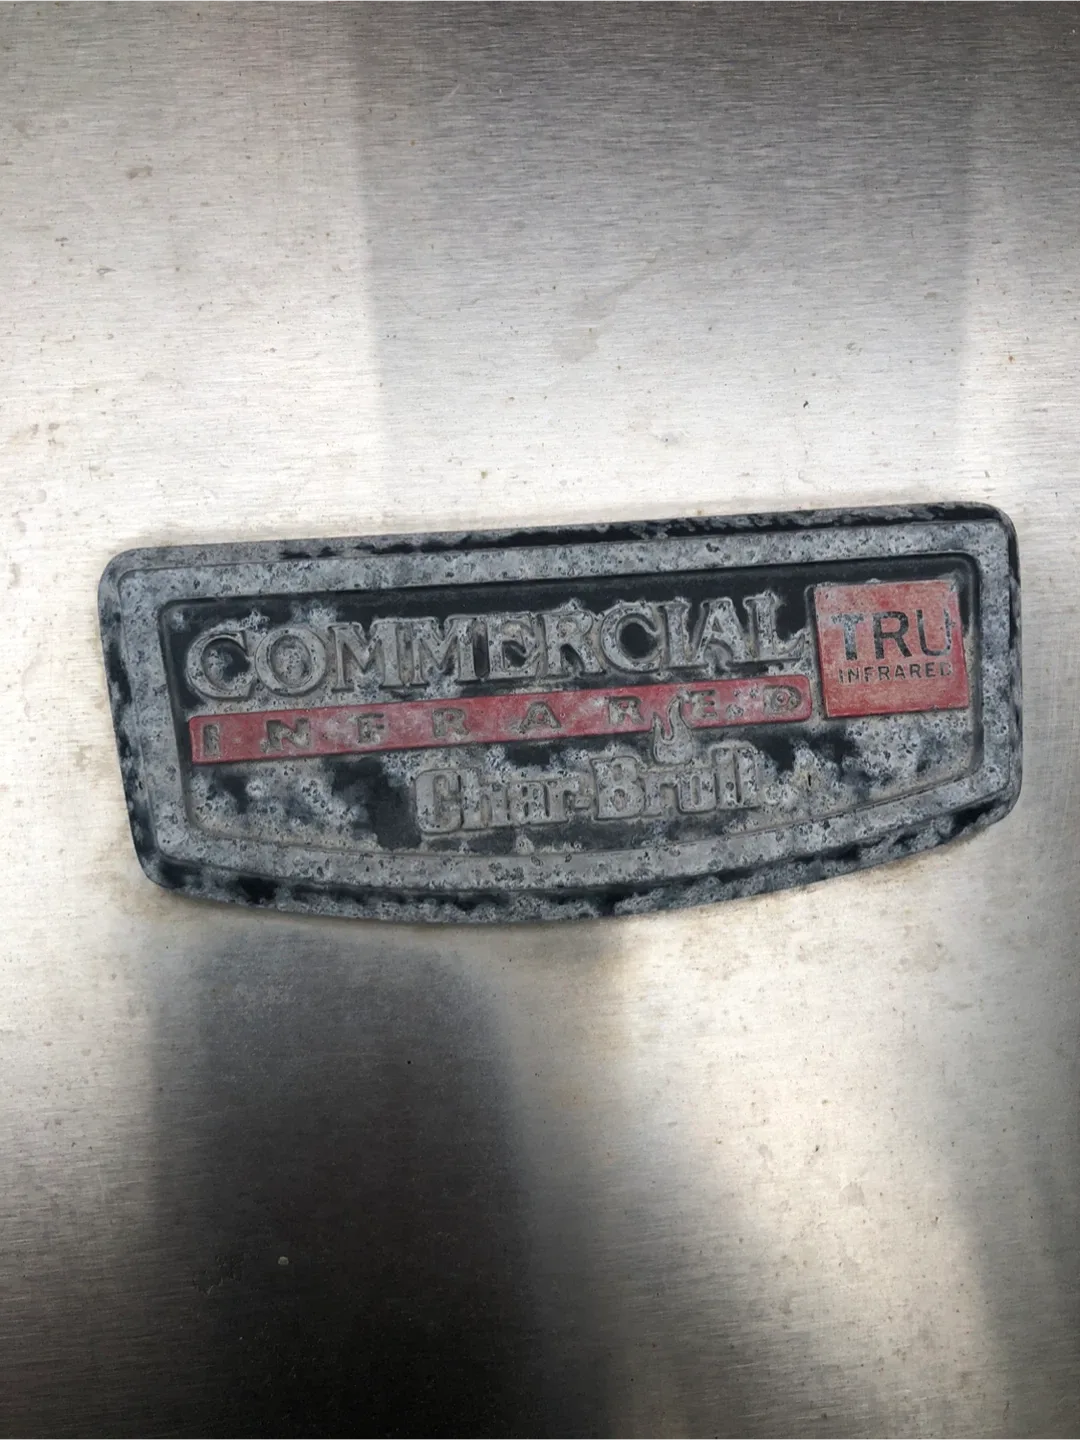 COMMERCIAL
TRU
INFRARED
INFRARED
Char-Broil